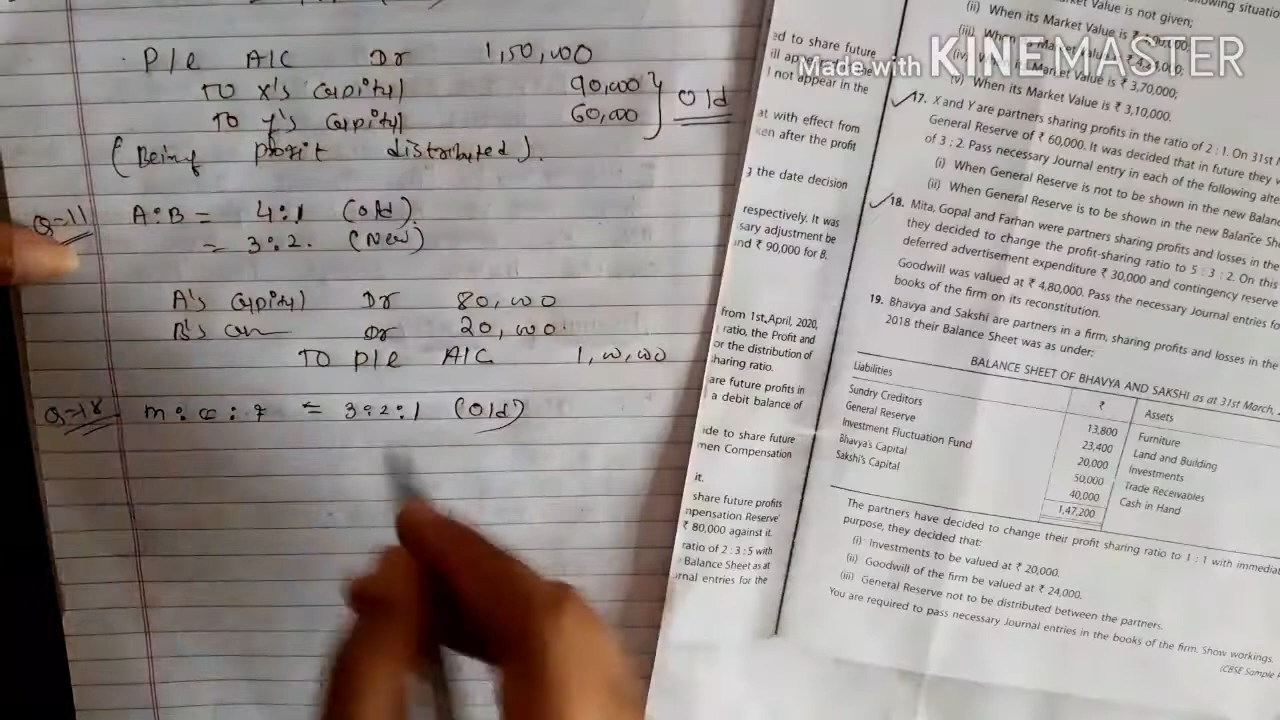 P/L A/C Dr 1,50,000
TO X's Capital 90,000
TO Y's Capital 60,000 Old
(Being profit distributed).
Q-11 A:B = 4:1 (Old).
= 3:2. (New)
A's Capital Dr 80,000
B's Dr 20,000.
TO P/L A/C 1,00,000
Q-18 M:G:F = 3:2:1 (Old)
Made with KINEMASTER
ed to share future
not appear in the
at with effect from
ken after the profit
g the date decision
respectively. It was
sary adjustment be
and ₹ 90,000 for B.
from 1st, April, 2020,
ratio, the Profit and
or the distribution of
haring ratio.
are future profits in
a debit balance of
ide to share future
men Compensation
it.
share future profits
npensation Reserve
₹ 80,000 against it.
ratio of 2 : 3 : 5 with
Balance Sheet as at
urnal entries for the
owing situatio
(ii) When its Market Value is not given;
(iii) When its Market Value is
(iv)
(v) When its Market Value is ₹ 3,10,000.
₹ 3,70,000;
17. X and Y are partners sharing profits in the ratio of 2 : 1. On 31st
General Reserve of ₹ 60,000. It was decided that in future they
of 3 : 2. Pass necessary Journal entry in each of the following alte
(i) When General Reserve is not to be shown in the new Balan
(ii) When General Reserve is to be shown in the new Balance Sh
18. Mita, Gopal and Farhan were partners sharing profits and losses in the
they decided to change the profit-sharing ratio to 5 : 3 : 2. On this
deferred advertisement expenditure ₹ 30,000 and contingency reserve
Goodwill was valued at ₹ 4,80,000. Pass the necessary Journal entries fo
books of the firm on its reconstitution.
19. Bhavya and Sakshi are partners in a firm, sharing profits and losses in the
2018 their Balance Sheet was as under:
BALANCE SHEET OF BHAVYA AND SAKSHI as at 31st March,
Liabilities ₹ Assets
Sundry Creditors 13,800 Furniture
General Reserve 23,400 Land and Building
Investment Fluctuation Fund 20,000 Investments
Bhavya's Capital 50,000 Trade Receivables
Sakshi's Capital 40,000 Cash in Hand
1,47,200
The partners have decided to change their profit sharing ratio to 1 : 1 with immediat
purpose, they decided that:
(i) Investments to be valued at ₹ 20,000.
(ii) Goodwill of the firm be valued at ₹ 24,000.
(iii) General Reserve not to be distributed between the partners.
You are required to pass necessary Journal entries in the books of the firm. Show workings.
(CBSE Sample